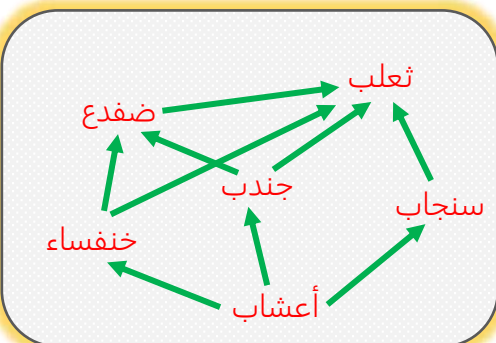 ثعلب
ضفدع
جندب
سنجاب
خنفساء
أعشاب